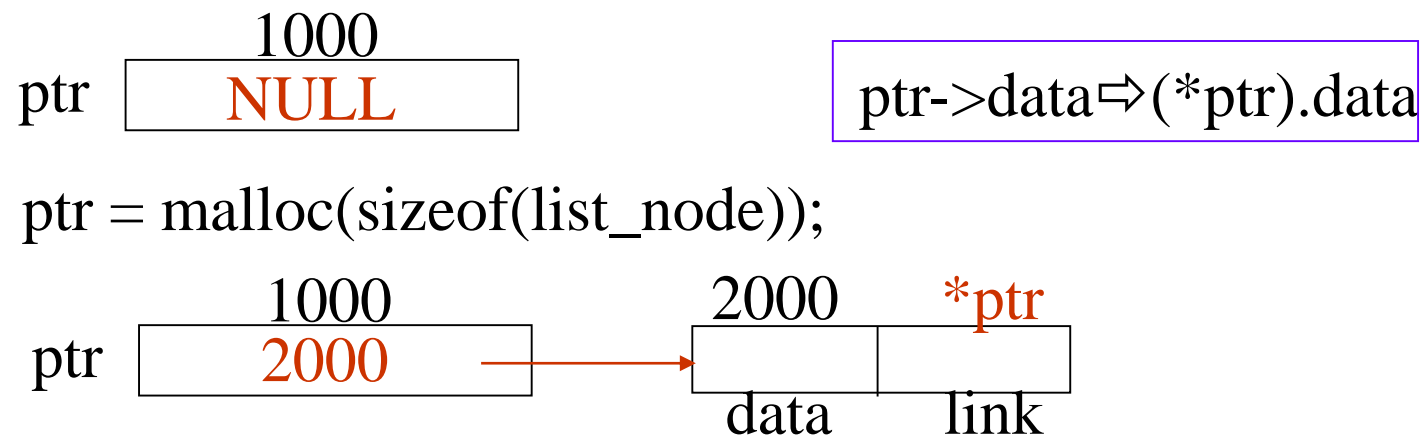 1000
ptr NULL
ptr->data⇨(*ptr).data
ptr = malloc(sizeof(list_node));
1000 2000 *ptr
ptr 2000
data link